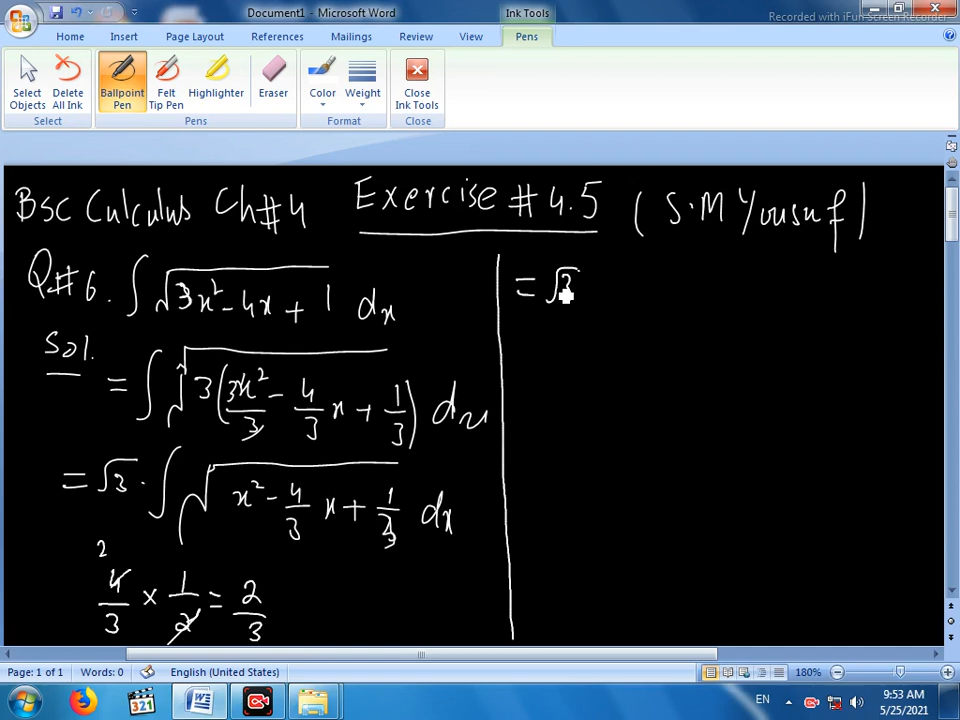 Document1 - Microsoft Word
Ink Tools
Recorded with iFun Screen Recorder
Home Insert Page Layout References Mailings Review View Pens
Select Objects
Delete All Ink
Ballpoint Pen
Felt Tip Pen
Highlighter
Eraser
Color
Weight
Close Ink Tools
Select Pens Format Close
BSC Calculus Ch#4 Exercise # 4.5 (S.M Yousuf)
Q#6. ∫ √(3x² - 4x + 1) dx
Sol.
= ∫ √(3(3x²/3 - 4/3 x + 1/3)) dx
= √3 · ∫ √(x² - 4/3 x + 1/3) dx
2
4/3 × 1/2 = 2/3
= √3
Page: 1 of 1 Words: 0 English (United States) 180%
321
EN 9:53 AM
5/25/2021